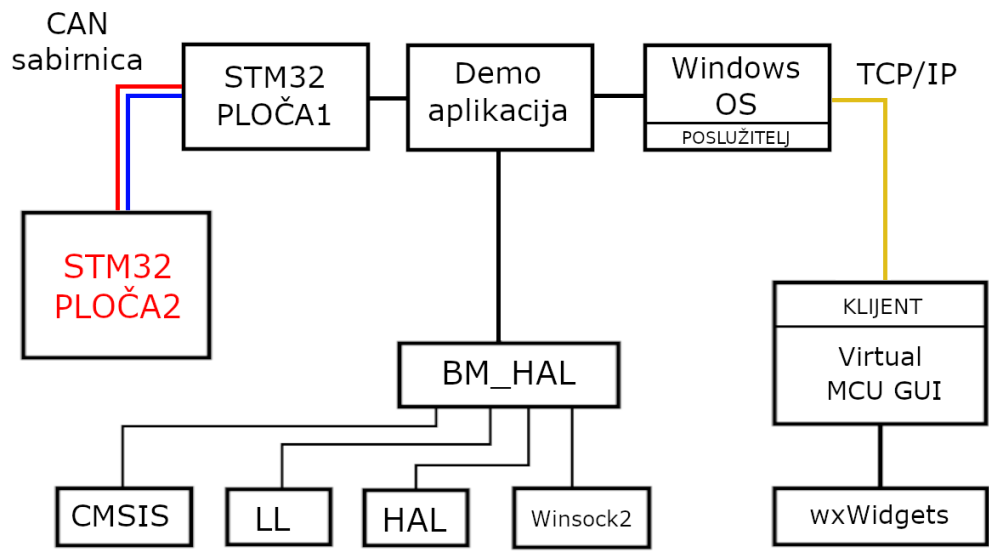 CAN
sabirnica
STM32
PLOČA1
Demo
aplikacija
Windows
OS
POSLUŽITELJ
TCP/IP
STM32
PLOČA2
KLIJENT
Virtual
MCU GUI
BM_HAL
CMSIS
LL
HAL
Winsock2
wxWidgets